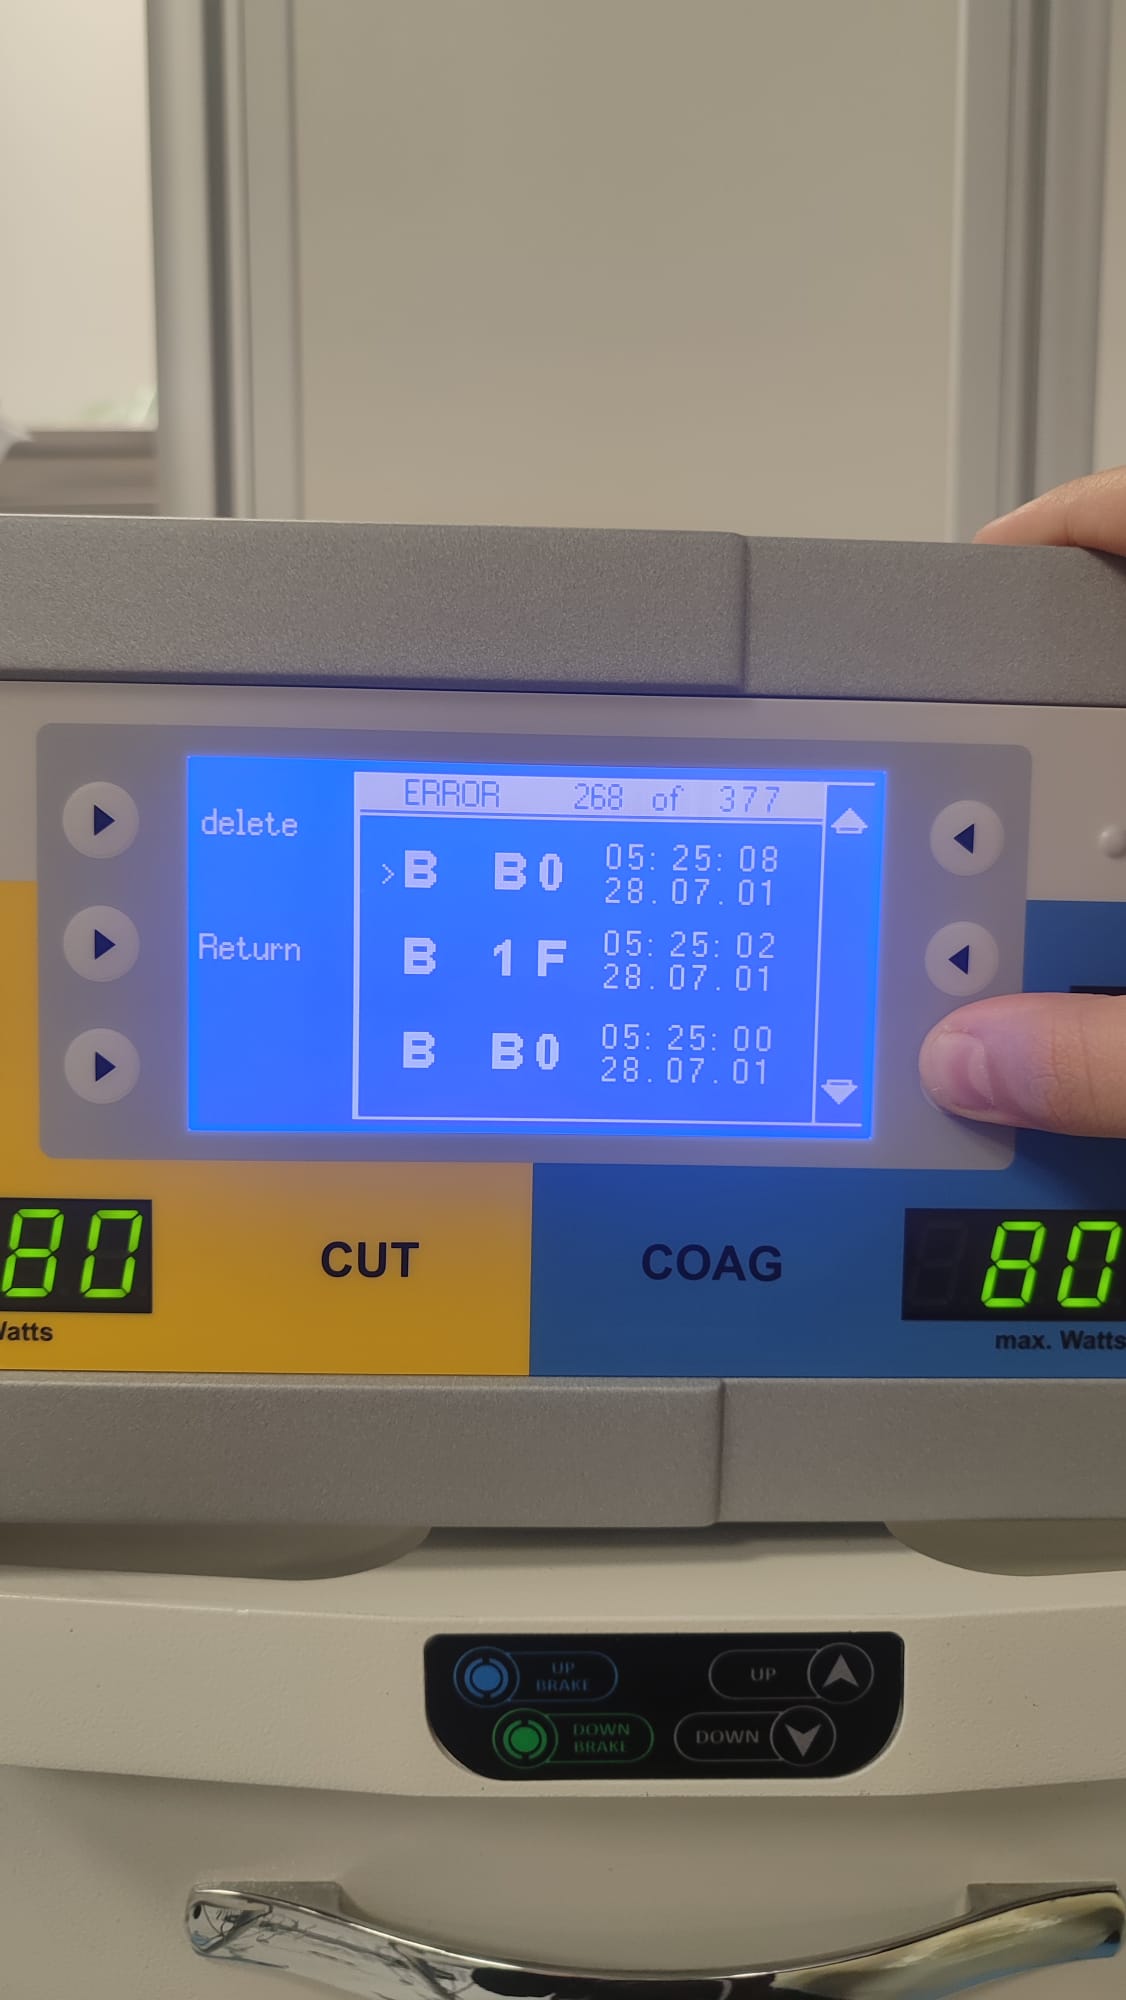 ERROR 268 of 377
delete
>B B0 05:25:08
28.07.01
Return
B 1F 05:25:02
28.07.01
B B0 05:25:00
28.07.01
80 CUT COAG 80
max. Watts
UP
BRAKE
UP
DOWN
BRAKE
DOWN